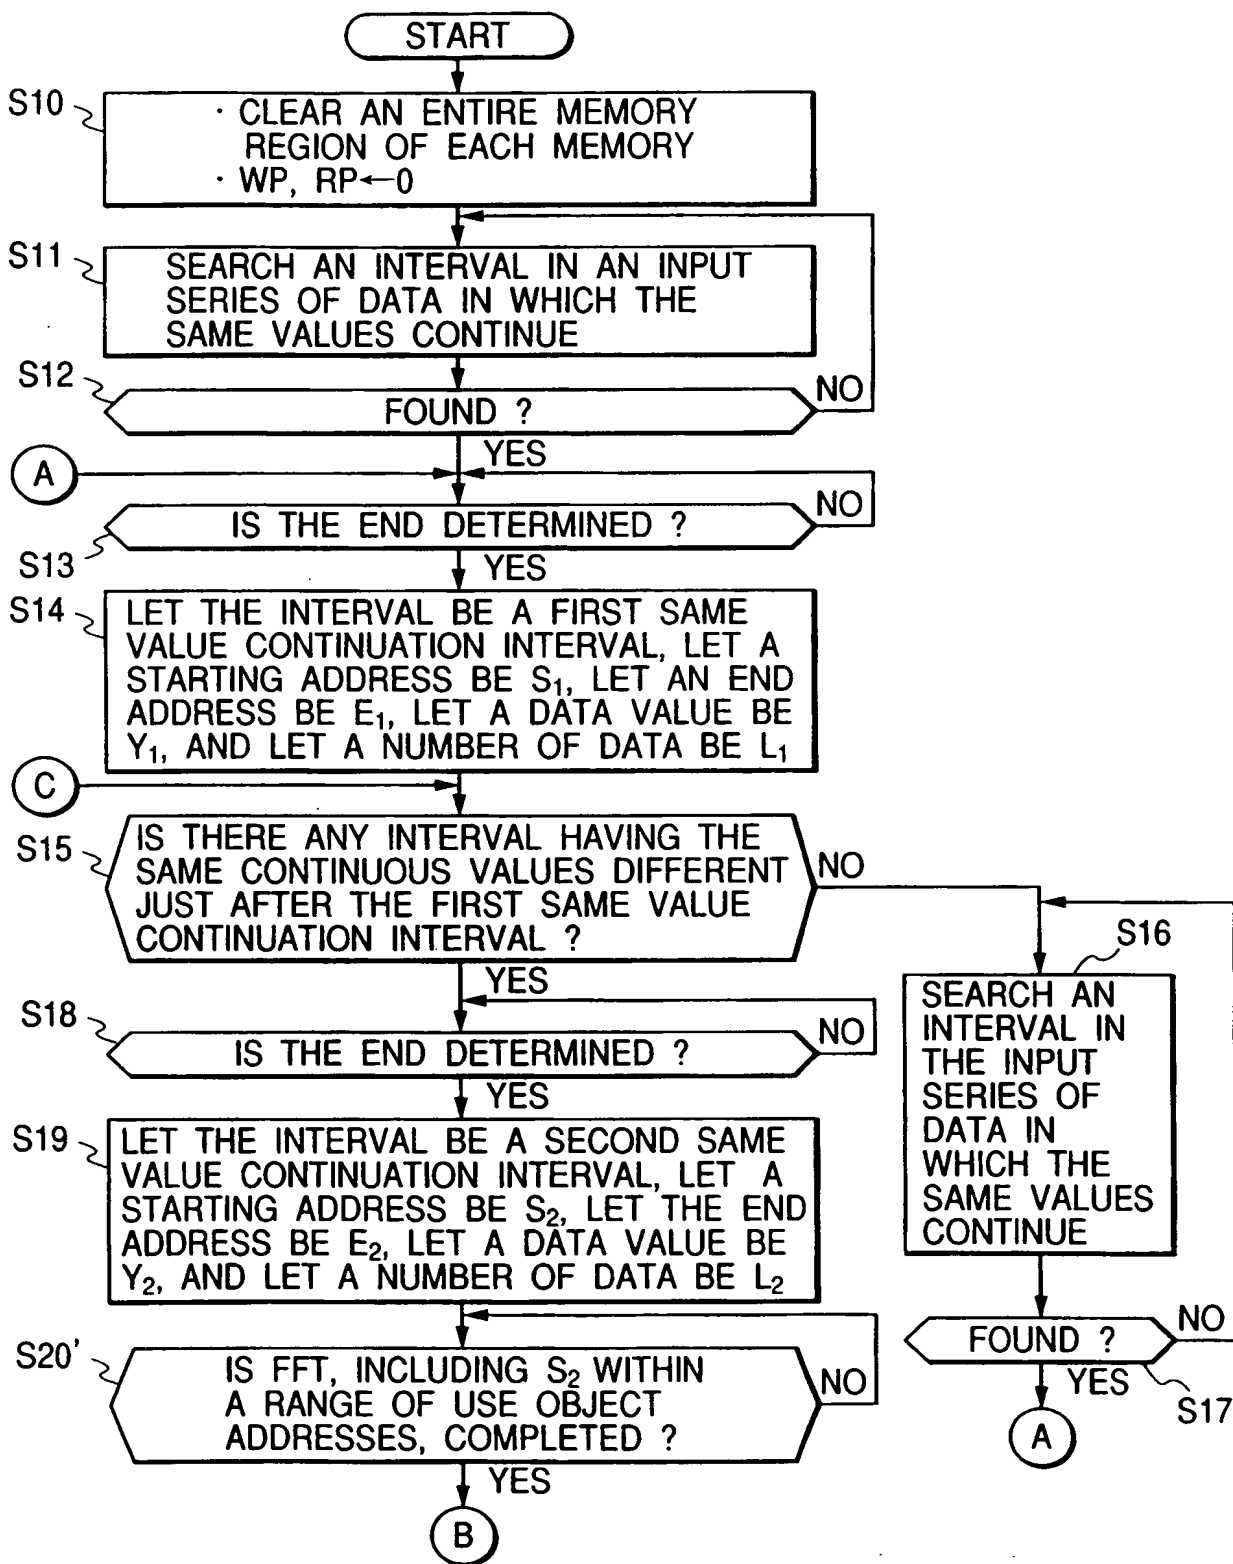 START
S10
· CLEAR AN ENTIRE MEMORY
REGION OF EACH MEMORY
· WP, RP←0
S11
SEARCH AN INTERVAL IN AN INPUT
SERIES OF DATA IN WHICH THE
SAME VALUES CONTINUE
S12
FOUND ?
NO
YES
A
S13
IS THE END DETERMINED ?
NO
YES
S14
LET THE INTERVAL BE A FIRST SAME
VALUE CONTINUATION INTERVAL, LET A
STARTING ADDRESS BE S₁, LET AN END
ADDRESS BE E₁, LET A DATA VALUE BE
Y₁, AND LET A NUMBER OF DATA BE L₁
C
S15
IS THERE ANY INTERVAL HAVING THE
SAME CONTINUOUS VALUES DIFFERENT
JUST AFTER THE FIRST SAME VALUE
CONTINUATION INTERVAL ?
NO
YES
S16
SEARCH AN
INTERVAL IN
THE INPUT
SERIES OF
DATA IN
WHICH THE
SAME VALUES
CONTINUE
S17
FOUND ?
NO
YES
A
S18
IS THE END DETERMINED ?
NO
YES
S19
LET THE INTERVAL BE A SECOND SAME
VALUE CONTINUATION INTERVAL, LET A
STARTING ADDRESS BE S₂, LET THE END
ADDRESS BE E₂, LET A DATA VALUE BE
Y₂, AND LET A NUMBER OF DATA BE L₂
S20'
IS FFT, INCLUDING S₂ WITHIN
A RANGE OF USE OBJECT
ADDRESSES, COMPLETED ?
NO
YES
B